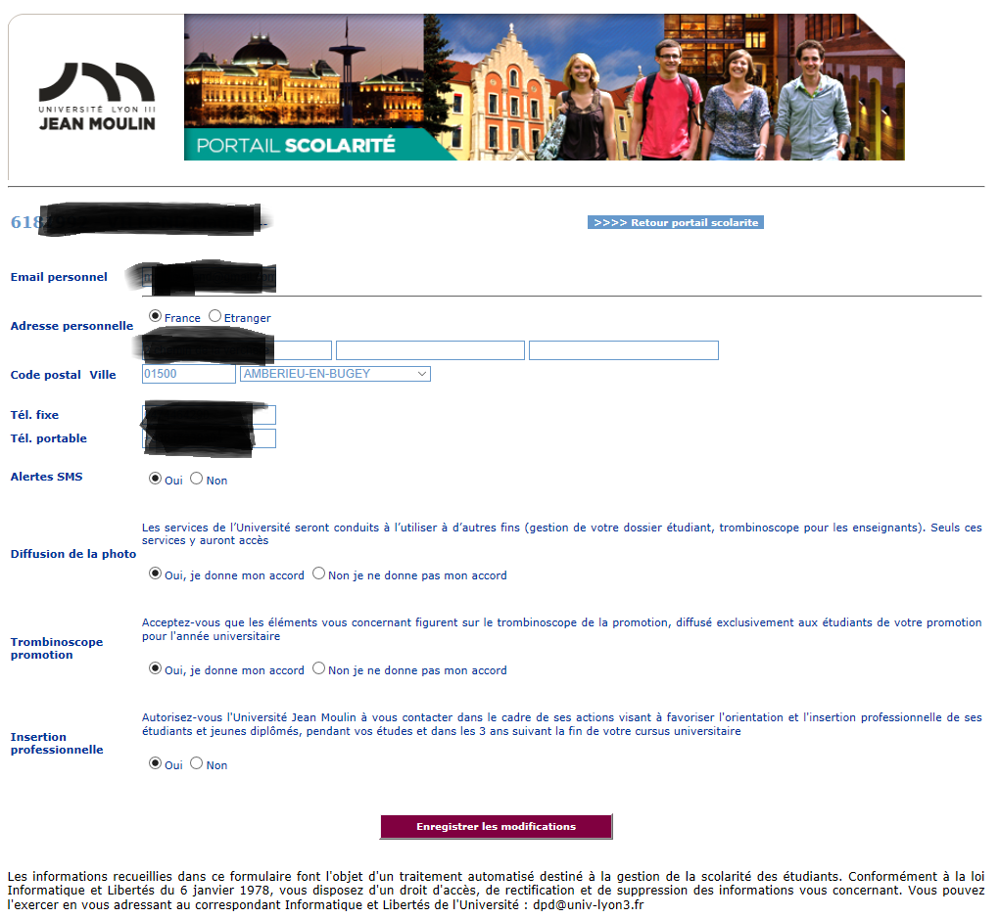 UNIVERSITÉ LYON III
JEAN MOULIN
PORTAIL SCOLARITÉ
618
>>>> Retour portail scolarite
Email personnel
Adresse personnelle
France Etranger
Code postal Ville
01500 AMBERIEU-EN-BUGEY
Tél. fixe
Tél. portable
Alertes SMS
Oui Non
Les services de l’Université seront conduits à l’utiliser à d’autres fins (gestion de votre dossier étudiant, trombinoscope pour les enseignants). Seuls ces
services y auront accès
Diffusion de la photo
Oui, je donne mon accord Non je ne donne pas mon accord
Acceptez-vous que les éléments vous concernant figurent sur le trombinoscope de la promotion, diffusé exclusivement aux étudiants de votre promotion
pour l'année universitaire
Trombinoscope
promotion
Oui, je donne mon accord Non je ne donne pas mon accord
Autorisez-vous l'Université Jean Moulin à vous contacter dans le cadre de ses actions visant à favoriser l'orientation et l'insertion professionnelle de ses
étudiants et jeunes diplômés, pendant vos études et dans les 3 ans suivant la fin de votre cursus universitaire
Insertion
professionnelle
Oui Non
Enregistrer les modifications
Les informations recueillies dans ce formulaire font l'objet d'un traitement automatisé destiné à la gestion de la scolarité des étudiants. Conformément à la loi
Informatique et Libertés du 6 janvier 1978, vous disposez d'un droit d'accès, de rectification et de suppression des informations vous concernant. Vous pouvez
l'exercer en vous adressant au correspondant Informatique et Libertés de l'Université : dpd@univ-lyon3.fr